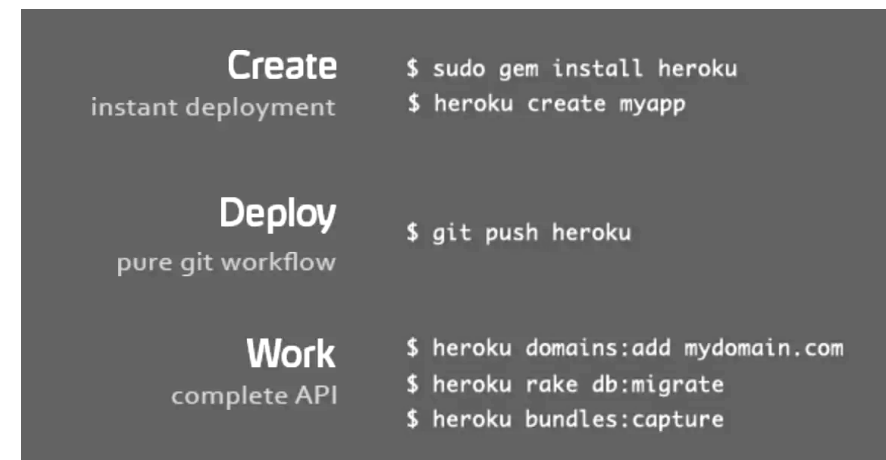 Create
instant deployment
$ sudo gem install heroku
$ heroku create myapp
Deploy
pure git workflow
$ git push heroku
Work
complete API
$ heroku domains:add mydomain.com
$ heroku rake db:migrate
$ heroku bundles:capture